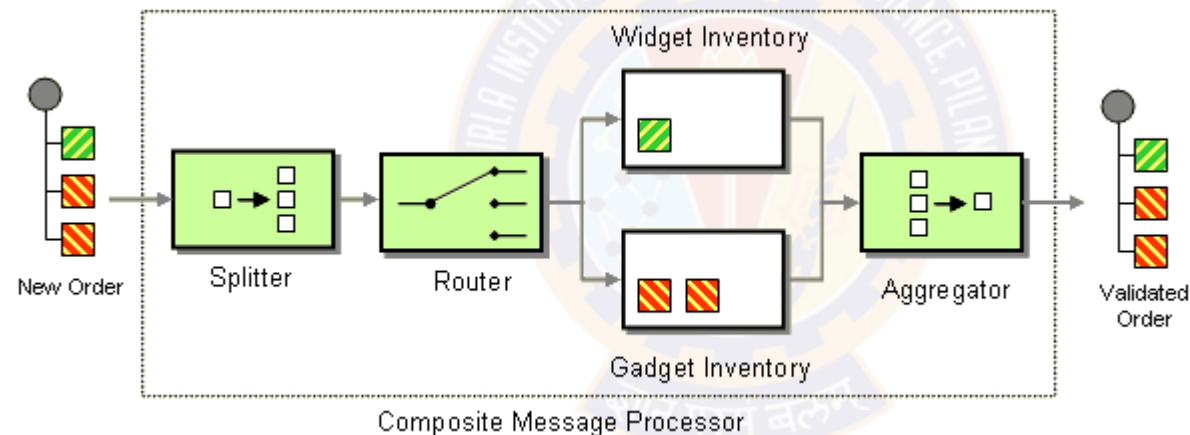 Widget Inventory
New Order
Splitter
Router
Aggregator
Validated
Order
Gadget Inventory
Composite Message Processor